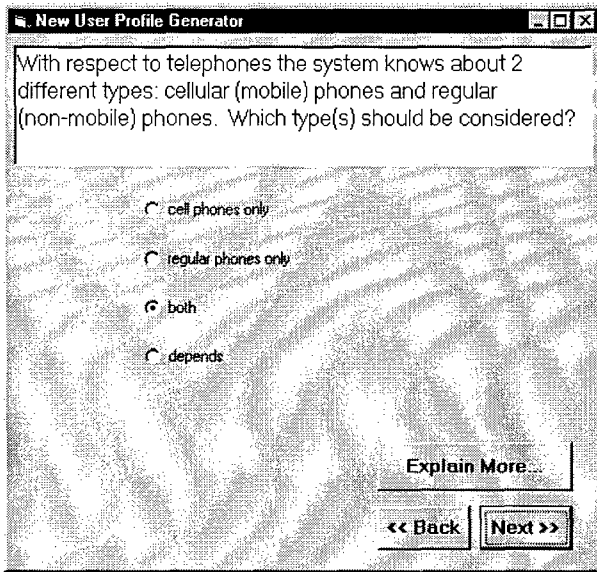 New User Profile Generator
With respect to telephones the system knows about 2
different types: cellular (mobile) phones and regular
(non-mobile) phones. Which type(s) should be considered?
cell phones only
regular phones only
both
depends
Explain More...
<< Back Next >>